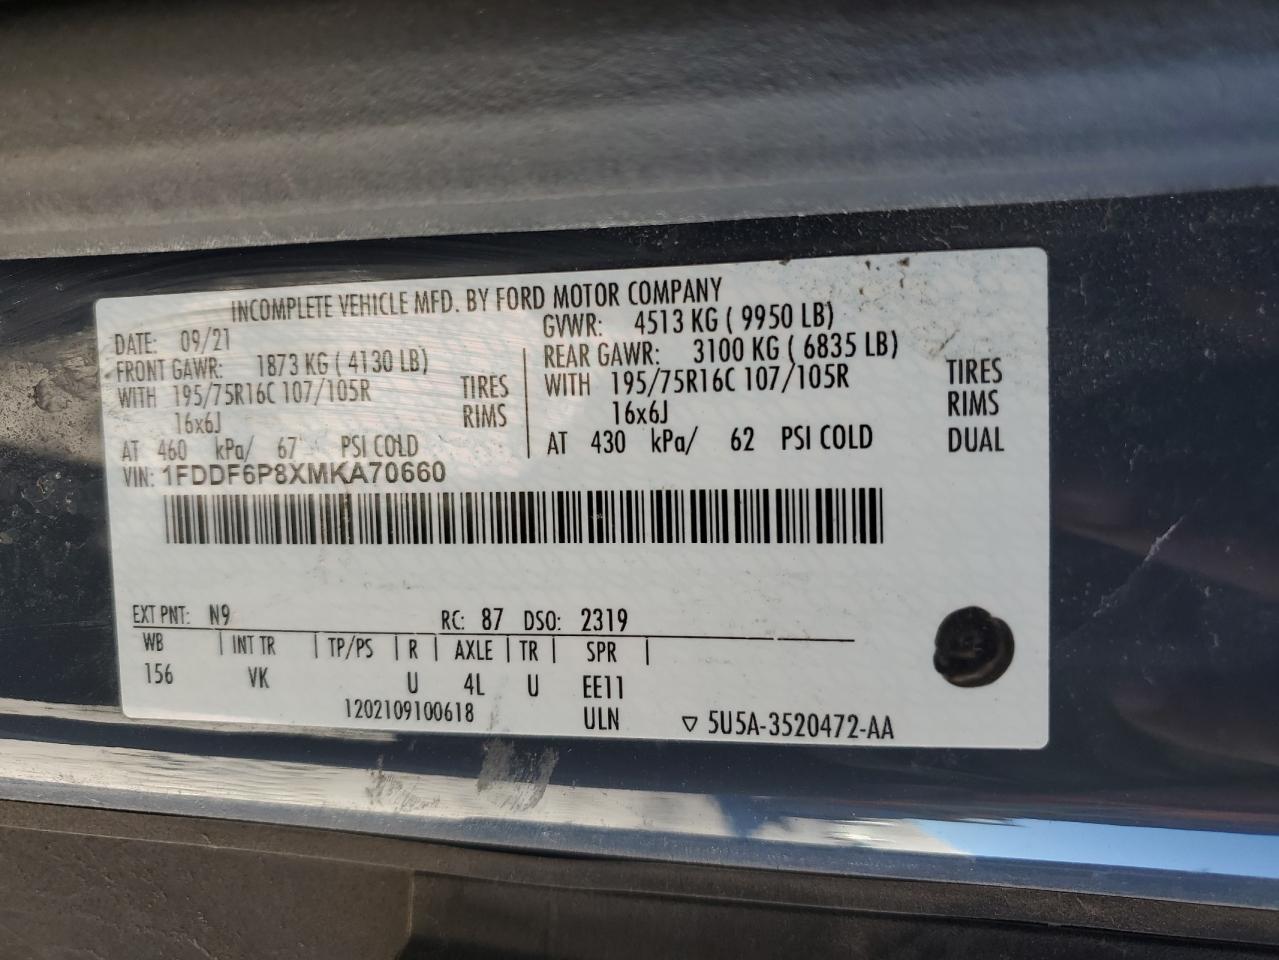 INCOMPLETE VEHICLE MFD. BY FORD MOTOR COMPANY
DATE: 09/21
GVWR: 4513 KG ( 9950 LB)
FRONT GAWR: 1873 KG ( 4130 LB)
REAR GAWR: 3100 KG ( 6835 LB)
WITH 195/75R16C 107/105R TIRES
WITH 195/75R16C 107/105R TIRES
16x6J RIMS
16x6J RIMS
AT 460 kPa/ 67 PSI COLD
AT 430 kPa/ 62 PSI COLD DUAL
VIN: 1FDDF6P8XMKA70660
EXT PNT: N9 RC: 87 DSO: 2319
WB | INT TR | TP/PS | R | AXLE | TR | SPR |
156 VK U 4L U EE11
1202109100618 ULN ▽ 5U5A-3520472-AA